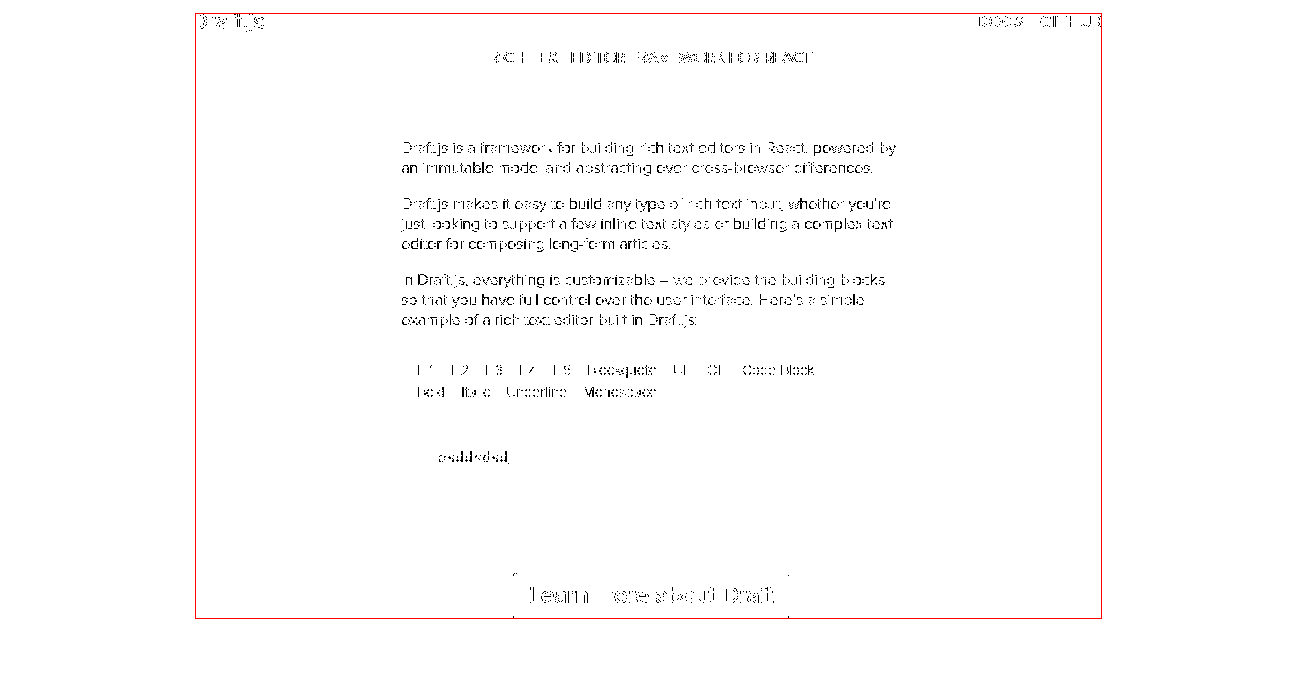 Draft.js
DOCS GITHUB
RICH TEXT EDITOR FRAMEWORK FOR REACT
Draft.js is a framework for building rich text editors in React, powered by
an immutable model and abstracting over cross-browser differences.
Draft.js makes it easy to build any type of rich text input, whether you're
just looking to support a few inline text styles or building a complex text
editor for composing long-form articles.
In Draft.js, everything is customizable – we provide the building blocks
so that you have full control over the user interface. Here's a simple
example of a rich text editor built in Draft.js:
H1 H2 H3 H4 H5 Blockquote UL OL Code Block
Bold Italic Underline Monospace
Learn more about Draft